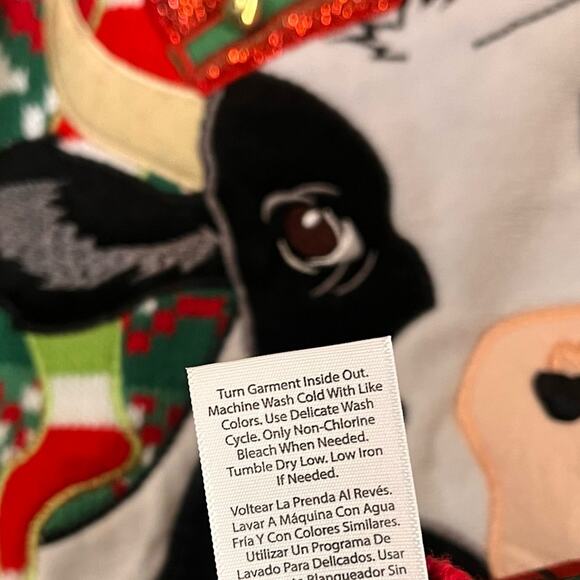 Turn Garment Inside Out.
Machine Wash Cold With Like
Colors. Use Delicate Wash
Cycle. Only Non-Chlorine
Bleach When Needed.
Tumble Dry Low. Low Iron
If Needed.
Voltear La Prenda Al Revés.
Lavar A Máquina Con Agua
Fría Y Con Colores Similares.
Utilizar Un Programa De
Lavado Para Delicados. Usar
Blanqueador Sin